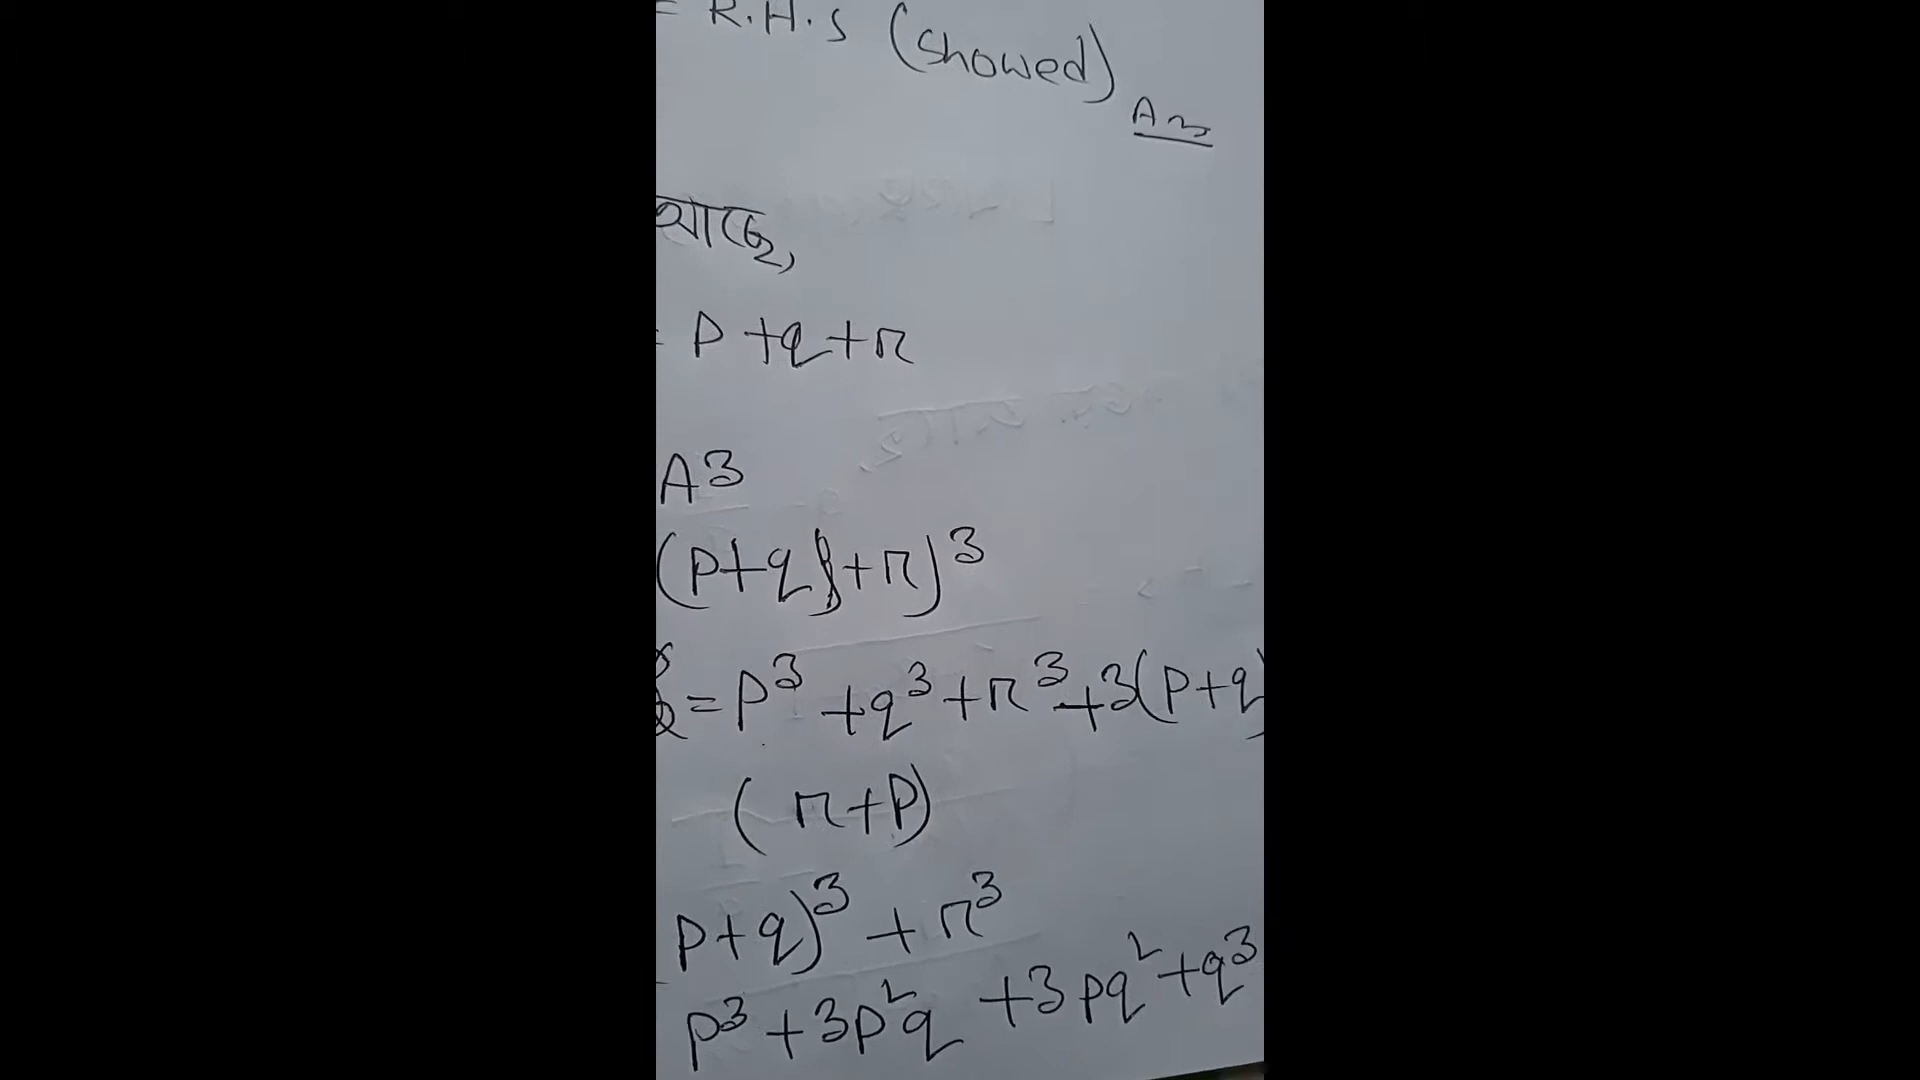 = R.H.S (showed)
Ans
আছে,
= P+q+r
A3
(p+q}+r)³
= p³ +q³ +r³ +3(p+q)
(r+p)
p+q)³ + r³
p³ +3p²q +3pq² +q³